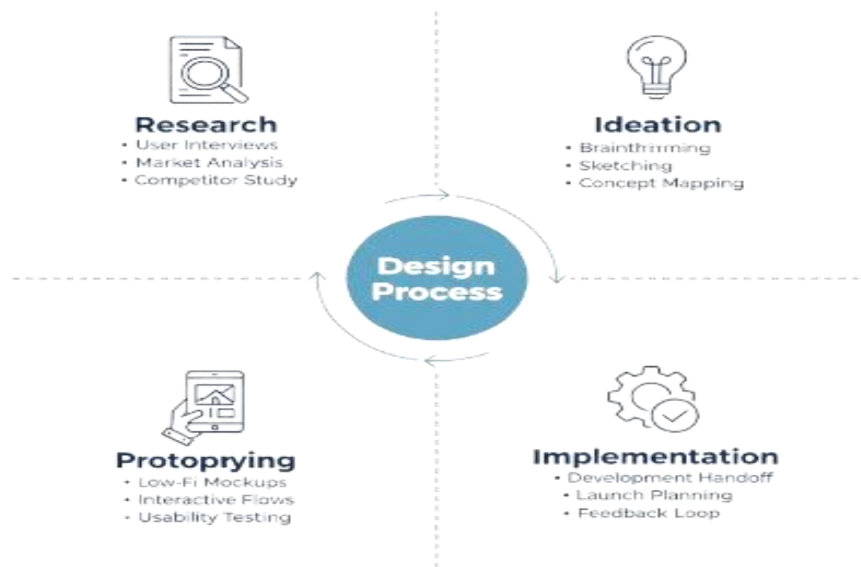 Research
• User Interviews
• Market Analysis
• Competitor Study
Ideation
• Brainthrming
• Sketching
• Concept Mapping
Design
Process
Protoprying
• Low-Fi Mockups
• Interactive Flows
• Usability Testing
Implementation
• Development Handoff
• Launch Planning
• Feedback Loop